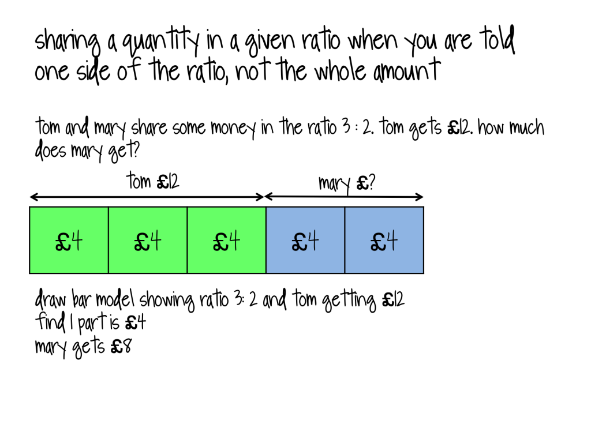 sharing a quantity in a given ratio when you are told
one side of the ratio, not the whole amount
tom and mary share some money in the ratio 3 : 2. tom gets £12. how much
does mary get?
tom £12 mary £?
£4 £4 £4 £4 £4
draw bar model showing ratio 3: 2 and tom getting £12
find 1 part is £4
mary gets £8